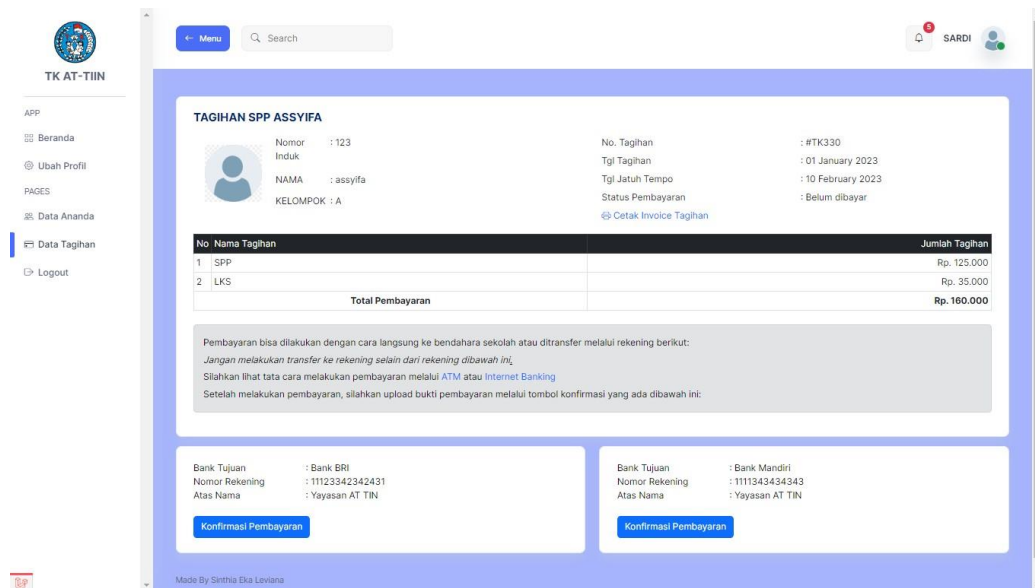 TK AT-TIIN
APP
Beranda
Ubah Profil
PAGES
Data Ananda
Data Tagihan
Logout
← Menu
Search
5
SARDI
TAGIHAN SPP ASSYIFA
Nomor Induk : 123
NAMA : assyifa
KELOMPOK : A
No. Tagihan : #TK330
Tgl Tagihan : 01 January 2023
Tgl Jatuh Tempo : 10 February 2023
Status Pembayaran : Belum dibayar
Cetak Invoice Tagihan
No Nama Tagihan Jumlah Tagihan
1 SPP Rp. 125.000
2 LKS Rp. 35.000
Total Pembayaran Rp. 160.000
Pembayaran bisa dilakukan dengan cara langsung ke bendahara sekolah atau ditransfer melalui rekening berikut:
Jangan melakukan transfer ke rekening selain dari rekening dibawah ini,
Silahkan lihat tata cara melakukan pembayaran melalui ATM atau Internet Banking
Setelah melakukan pembayaran, silahkan upload bukti pembayaran melalui tombol konfirmasi yang ada dibawah ini:
Bank Tujuan : Bank BRI
Nomor Rekening : 11123342342431
Atas Nama : Yayasan AT TIN
Konfirmasi Pembayaran
Bank Tujuan : Bank Mandiri
Nomor Rekening : 1111343434343
Atas Nama : Yayasan AT TIN
Konfirmasi Pembayaran
Made By Sinthia Eka Leviana